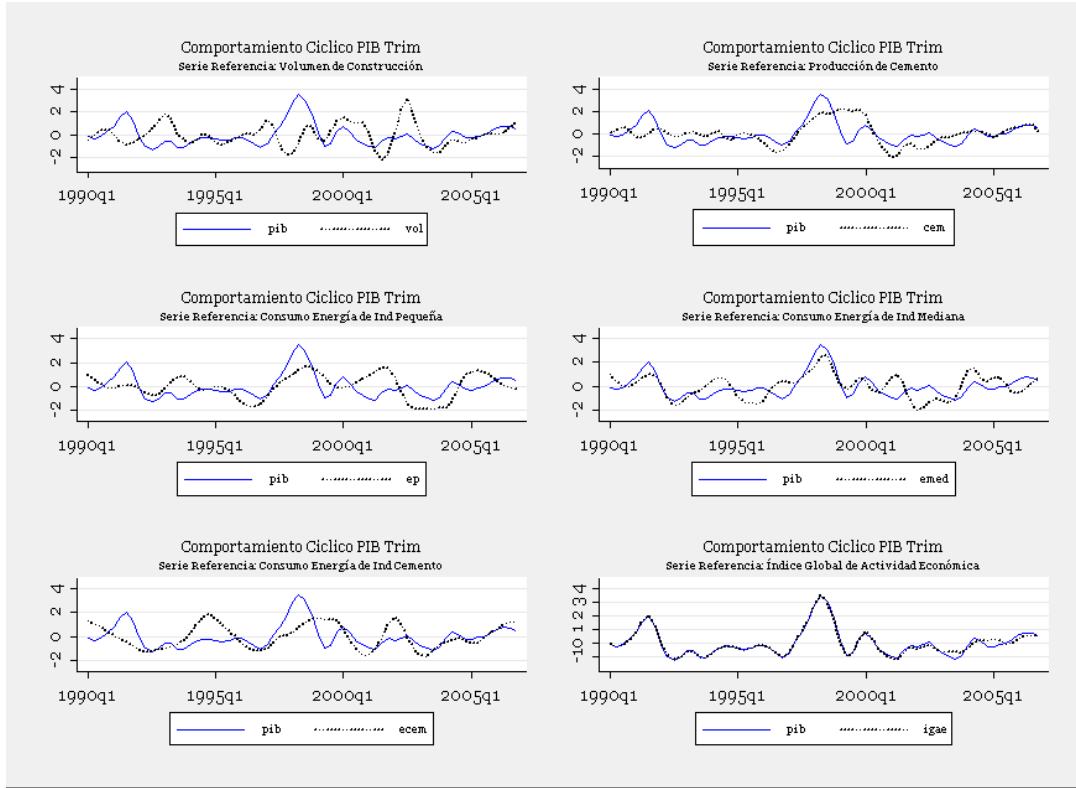 Comportamiento Ciclico PIB Trim
Serie Referencia: Volumen de Construcción
4
2
0
-2
1990q1 1995q1 2000q1 2005q1
pib vol
Comportamiento Ciclico PIB Trim
Serie Referencia: Producción de Cemento
4
2
0
-2
1990q1 1995q1 2000q1 2005q1
pib cem
Comportamiento Ciclico PIB Trim
Serie Referencia: Consumo Energía de Ind Pequeña
4
2
0
-2
1990q1 1995q1 2000q1 2005q1
pib ep
Comportamiento Ciclico PIB Trim
Serie Referencia: Consumo Energía de Ind Mediana
4
2
0
-2
1990q1 1995q1 2000q1 2005q1
pib emed
Comportamiento Ciclico PIB Trim
Serie Referencia: Consumo Energía de Ind Cemento
4
2
0
-2
1990q1 1995q1 2000q1 2005q1
pib ecem
Comportamiento Ciclico PIB Trim
Serie Referencia: Índice Global de Actividad Económica
4
3
2
1
0
-1
1990q1 1995q1 2000q1 2005q1
pib igae